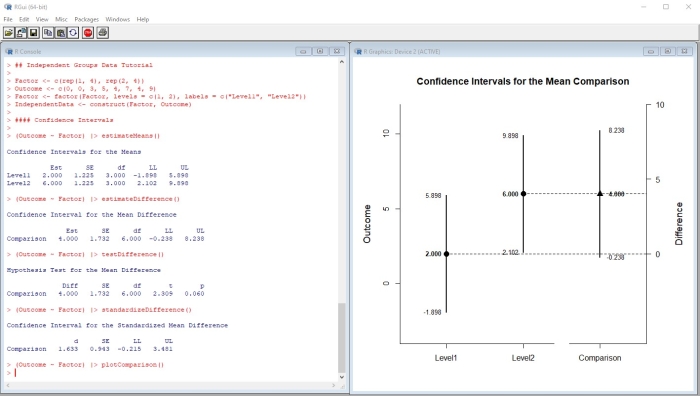 RGui (64-bit)
File Edit View Misc Packages Windows Help
R Console
> ## Independent Groups Data Tutorial
>
> Factor <- c(rep(1, 4), rep(2, 4))
> Outcome <- c(0, 0, 3, 5, 4, 7, 4, 9)
> Factor <- factor(Factor, levels = c(1, 2), labels = c("Level1", "Level2"))
> IndependentData <- construct(Factor, Outcome)
>
> #### Confidence Intervals
>
> (Outcome ~ Factor) |> estimateMeans()
Confidence Intervals for the Means
Est SE df LL UL
Level1 2.000 1.225 3.000 -1.898 5.898
Level2 6.000 1.225 3.000 2.102 9.898
> (Outcome ~ Factor) |> estimateDifference()
Confidence Interval for the Mean Difference
Est SE df LL UL
Comparison 4.000 1.732 6.000 -0.238 8.238
> (Outcome ~ Factor) |> testDifference()
Hypothesis Test for the Mean Difference
Diff SE df t p
Comparison 4.000 1.732 6.000 2.309 0.060
> (Outcome ~ Factor) |> standardizeDifference()
Confidence Interval for the Standardized Mean Difference
d SE LL UL
Comparison 1.633 0.943 -0.215 3.481
> (Outcome ~ Factor) |> plotComparison()
>
R Graphics: Device 2 (ACTIVE)
Confidence Intervals for the Mean Comparison
Outcome
10
5
0
5.898
2.000
-1.898
9.898
6.000
2.102
8.238
4.000
-0.238
10
5
0
Difference
Level1 Level2 Comparison